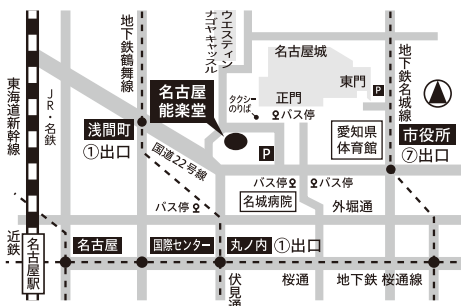 東海道新幹線
JR・名鉄
地下鉄鶴舞線
ウエスティン
ナゴヤキャッスル
名古屋城
東門
正門
P
地下鉄名城線
名古屋
能楽堂
タクシー
のりば
バス停
浅間町
①出口
国道22号線
P
愛知県
体育館
市役所
⑦出口
バス停
バス停
バス停
名城病院
外堀通
近鉄
名古屋駅
名古屋
国際センター
丸ノ内
①出口
伏見通
桜通
地下鉄 桜通線